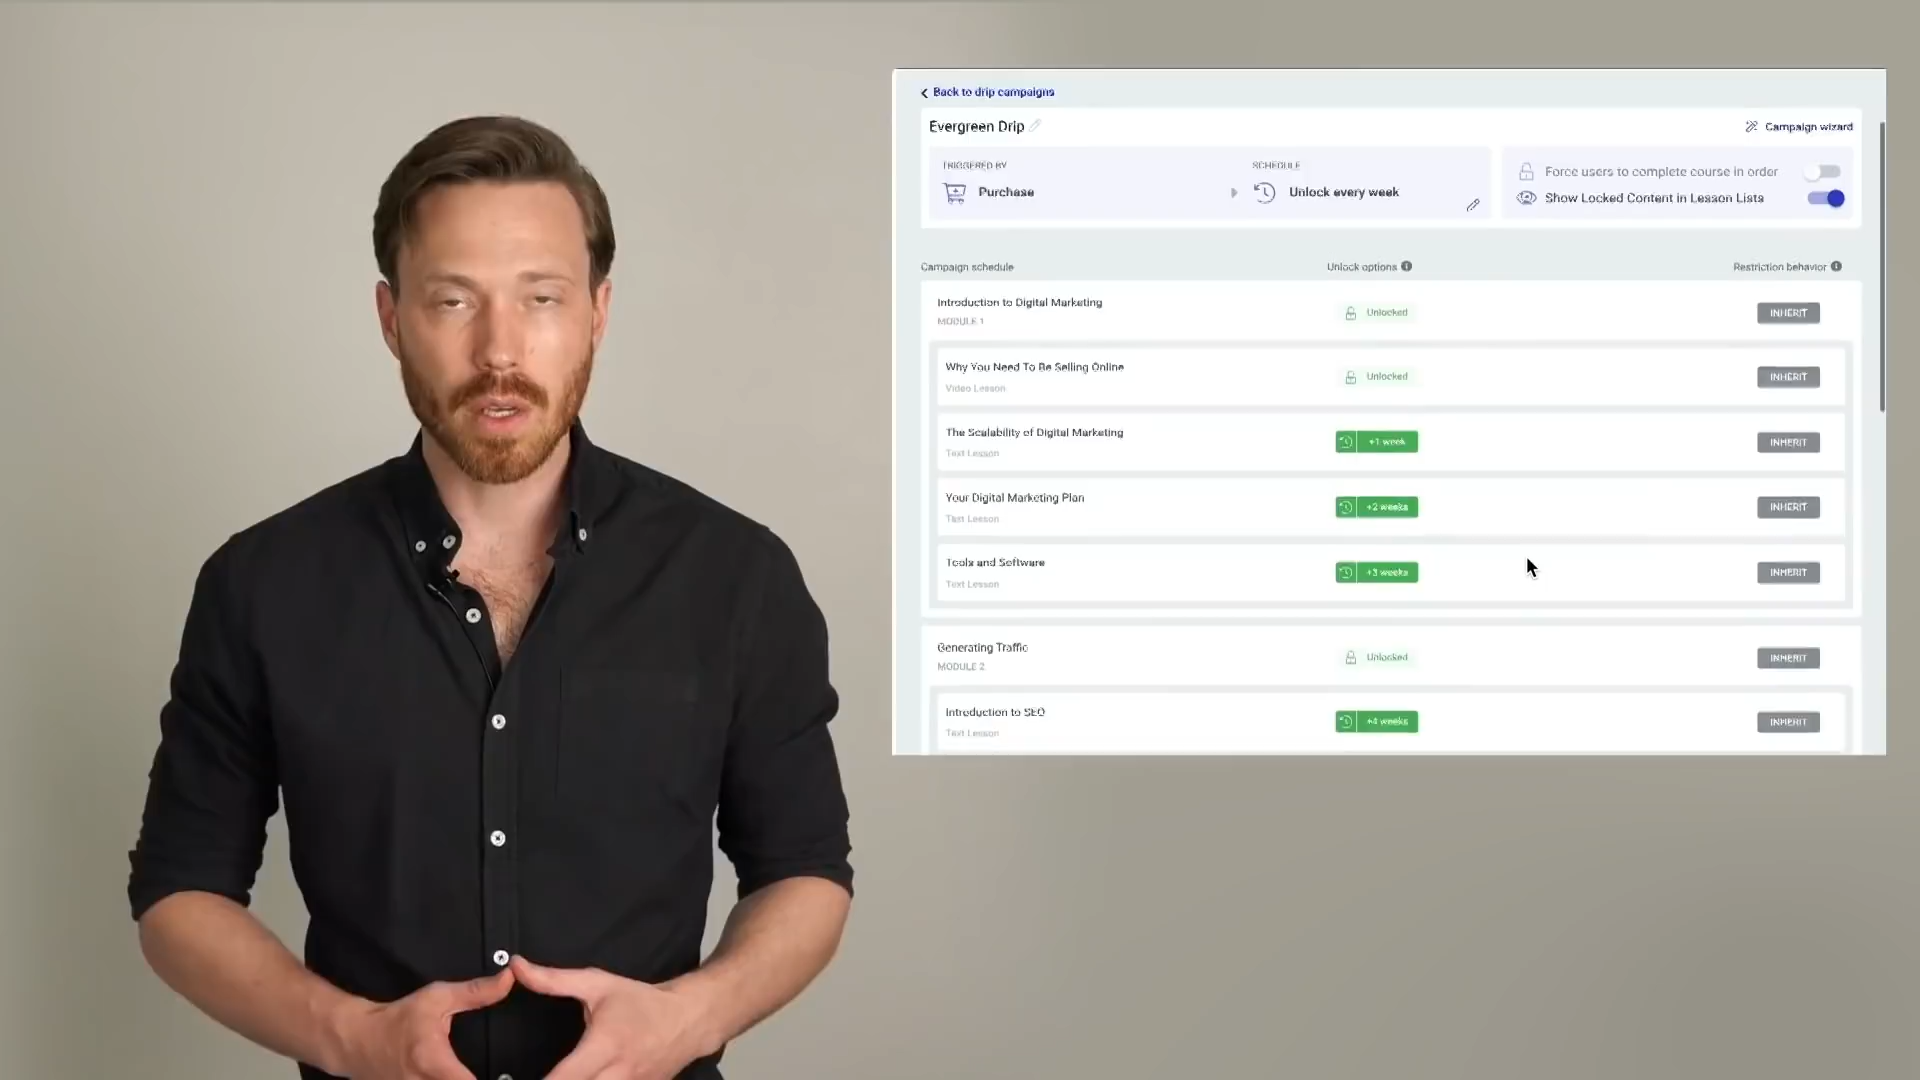 Back to drip campaigns
Evergreen Drip
Campaign wizard
TRIGGERED BY
Purchase
SCHEDULE
Unlock every week
Force users to complete course in order
Show Locked Content in Lesson Lists
Campaign schedule
Unlock options
Restriction behavior
Introduction to Digital Marketing
MODULE 1
Unlocked
INHERIT
Why You Need To Be Selling Online
Video Lesson
Unlocked
INHERIT
The Scalability of Digital Marketing
Text Lesson
+1 week
INHERIT
Your Digital Marketing Plan
Text Lesson
+2 weeks
INHERIT
Tools and Software
Text Lesson
+3 weeks
INHERIT
Generating Traffic
MODULE 2
Unlocked
INHERIT
Introduction to SEO
Text Lesson
+4 weeks
INHERIT